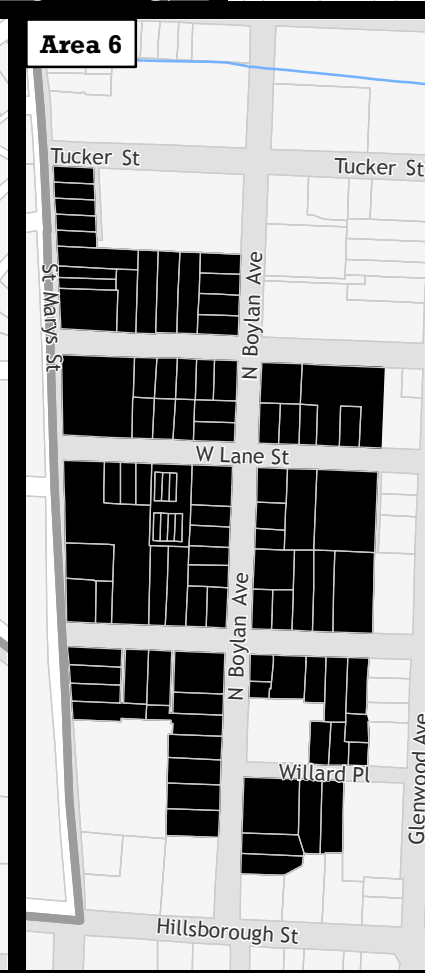 Area 6
Tucker St
Tucker St
St Marys St
N Boylan Ave
W Lane St
N Boylan Ave
Willard Pl
Glenwood Ave
Hillsborough St